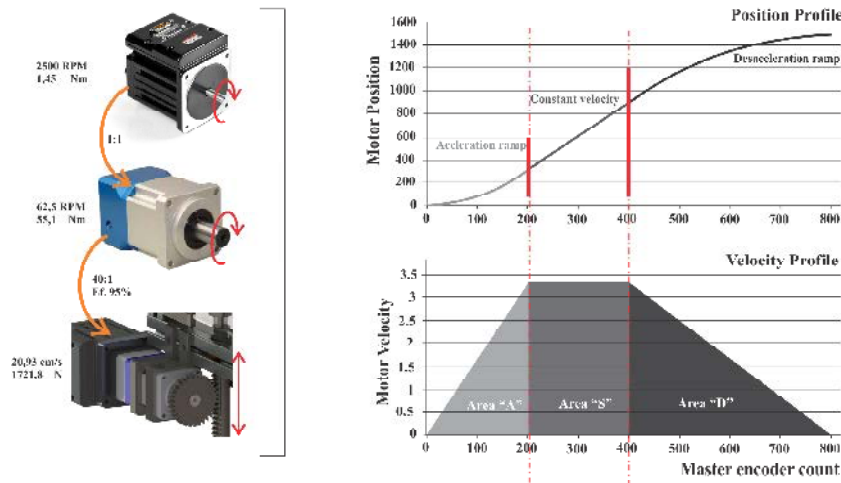 2500 RPM
1,45 Nm
1:1
62,5 RPM
55,1 Nm
40:1
Ef. 95%
20,93 cm/s
1721,8 N
Position Profile
Motor Position
1600
1400
1200
1000
800
600
400
200
0
Accleration ramp
Constant velocity
Desaceleration ramp
0 100 200 300 400 500 600 700 800
Velocity Profile
Motor Velocity
3.5
3
2.5
2
1.5
1
0.5
0
Area “A”
Area “S”
Area “D”
0 100 200 300 400 500 600 700 800
Master encoder count